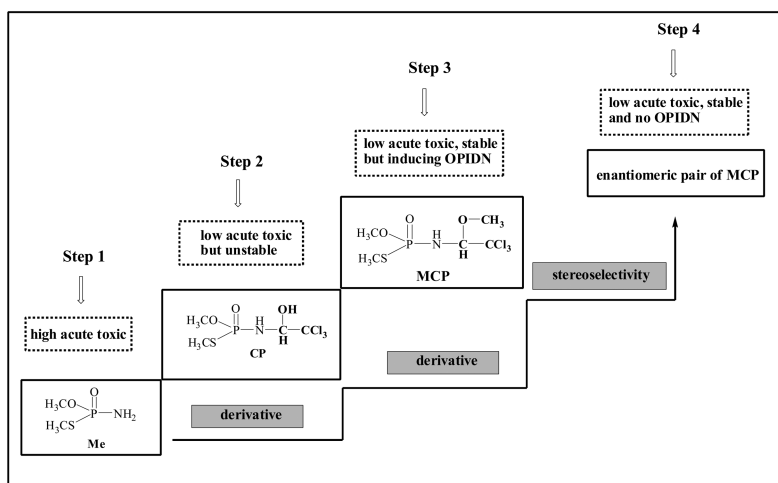 Step 4
Step 3
low acute toxic, stable
and no OPIDN
low acute toxic, stable
but inducing OPIDN
Step 2
enantiomeric pair of MCP
low acute toxic
but unstable
O
H3CO
P
H3CS
H
N
O—CH3
C
H
CCl3
MCP
Step 1
stereoselectivity
high acute toxic
O
H3CO
P
H3CS
H
N
OH
C
H
CCl3
CP
derivative
O
H3CO
P
NH2
H3CS
Me
derivative